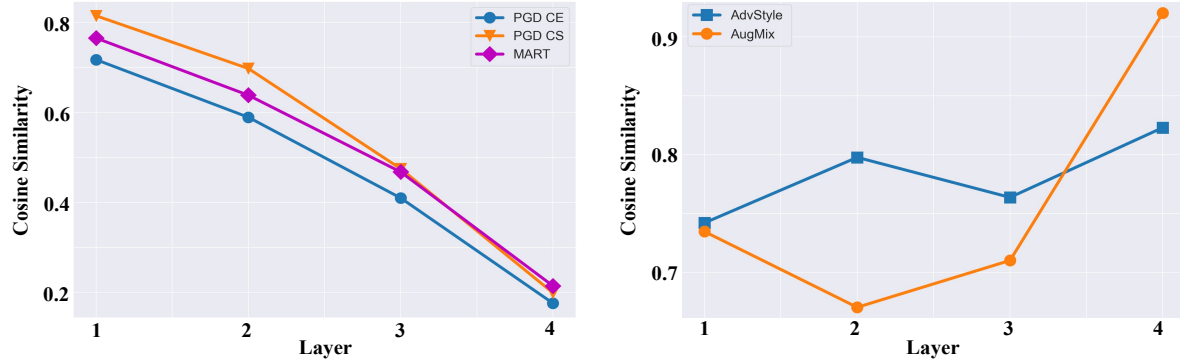 PGD CE
PGD CS
MART
0.8
0.6
0.4
0.2
Cosine Similarity
1 2 3 4
Layer
AdvStyle
AugMix
0.9
0.8
0.7
Cosine Similarity
1 2 3 4
Layer